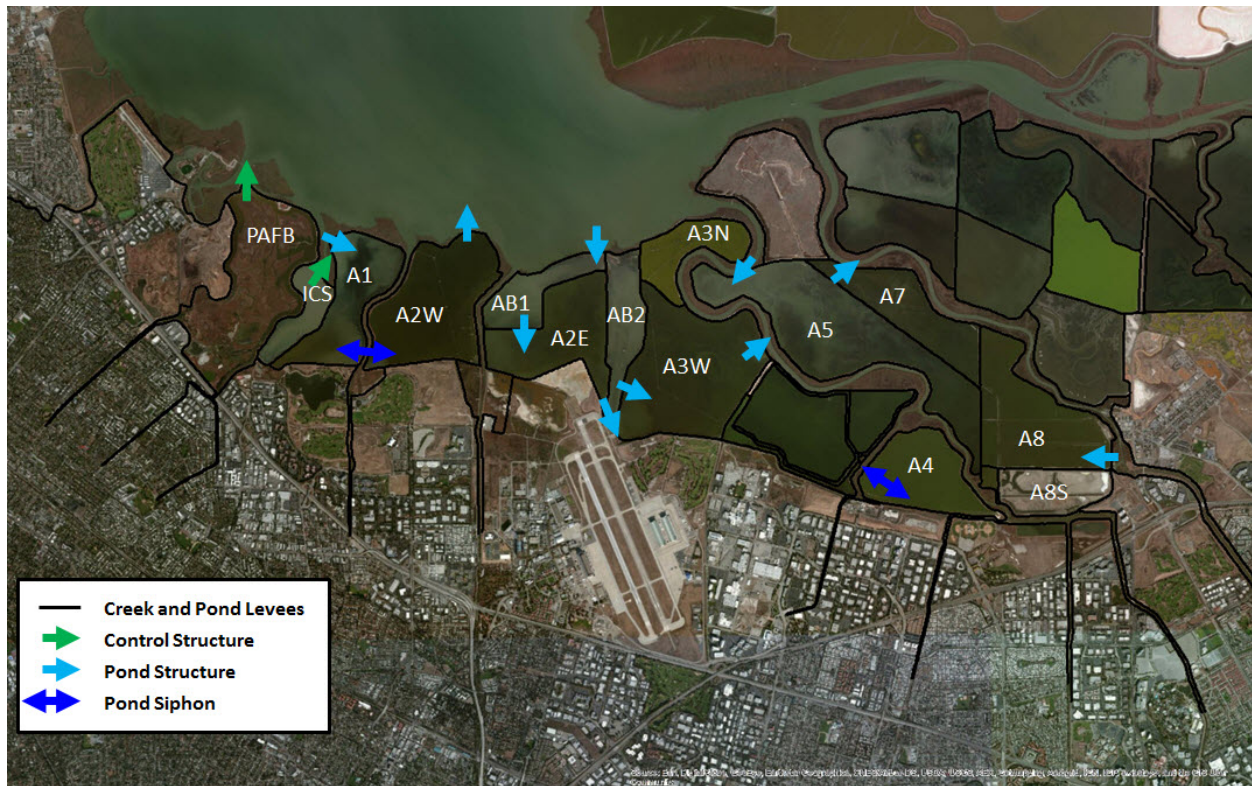 A3N
PAFB
A1
ICS
A7
AB1
AB2
A2W
A5
A2E
A3W
A8
A4
A8S
Creek and Pond Levees
Control Structure
Pond Structure
Pond Siphon